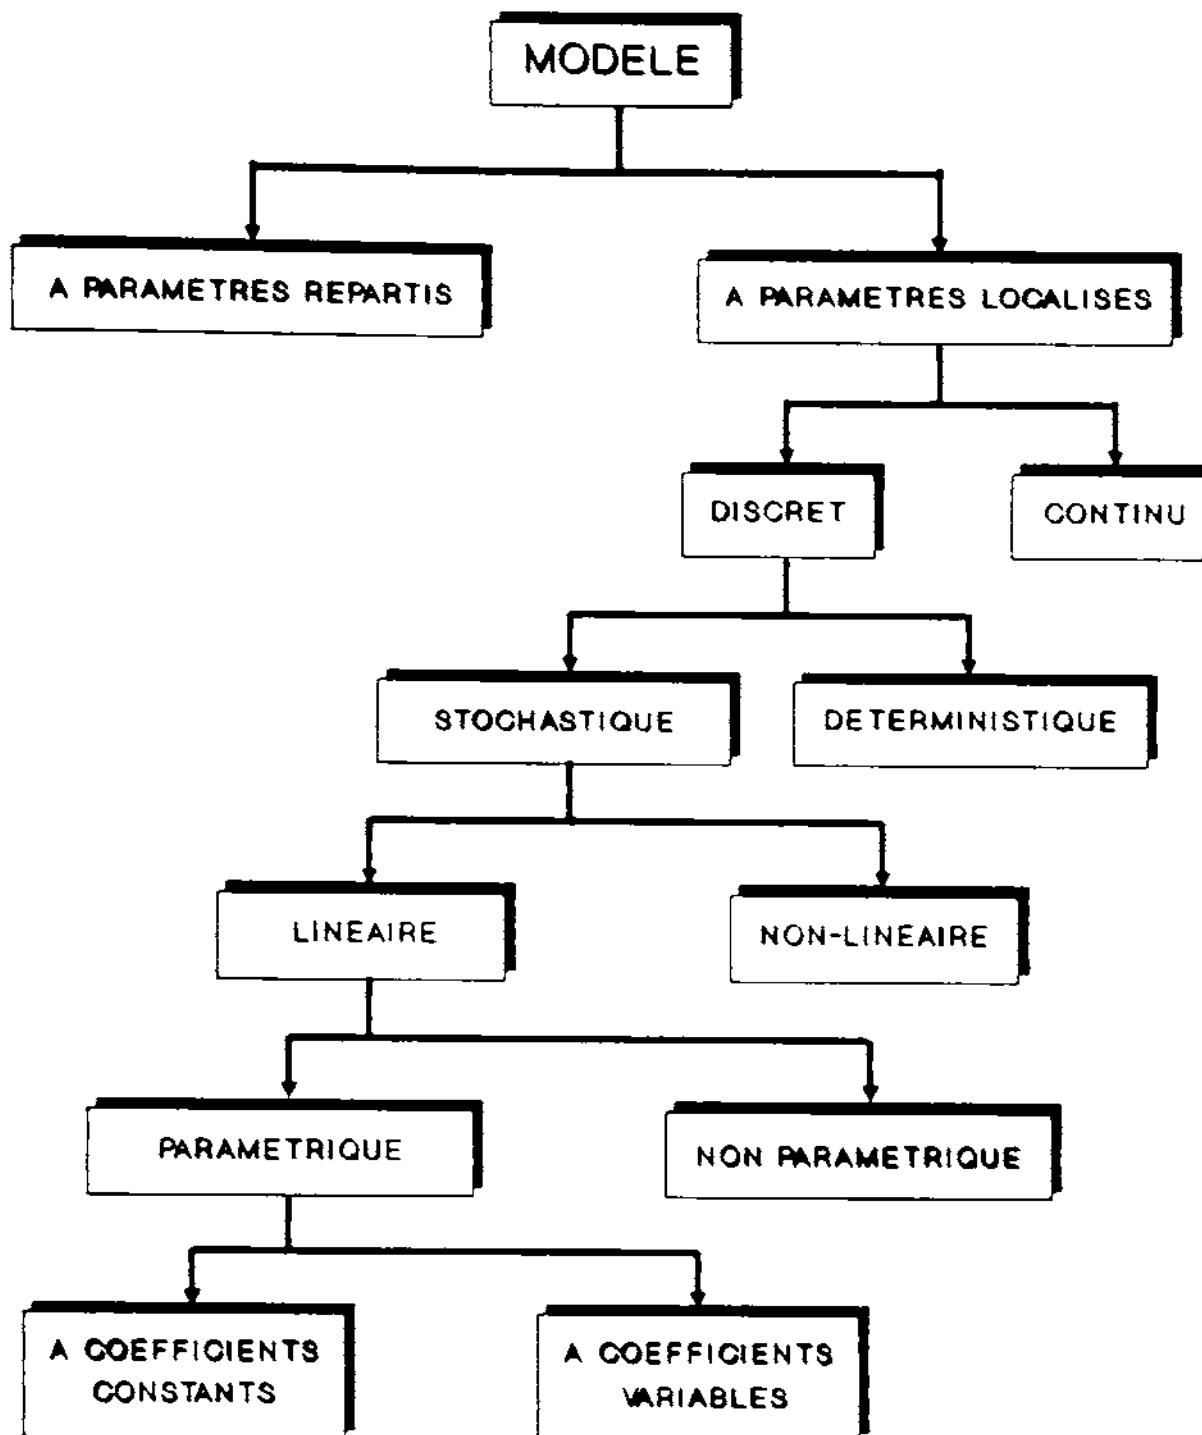 MODELE
A PARAMETRES REPARTIS
A PARAMETRES LOCALISES
DISCRET
CONTINU
STOCHASTIQUE
DETERMINISTIQUE
LINEAIRE
NON-LINEAIRE
PARAMETRIQUE
NON PARAMETRIQUE
A COEFFICIENTS
CONSTANTS
A COEFFICIENTS
VARIABLES